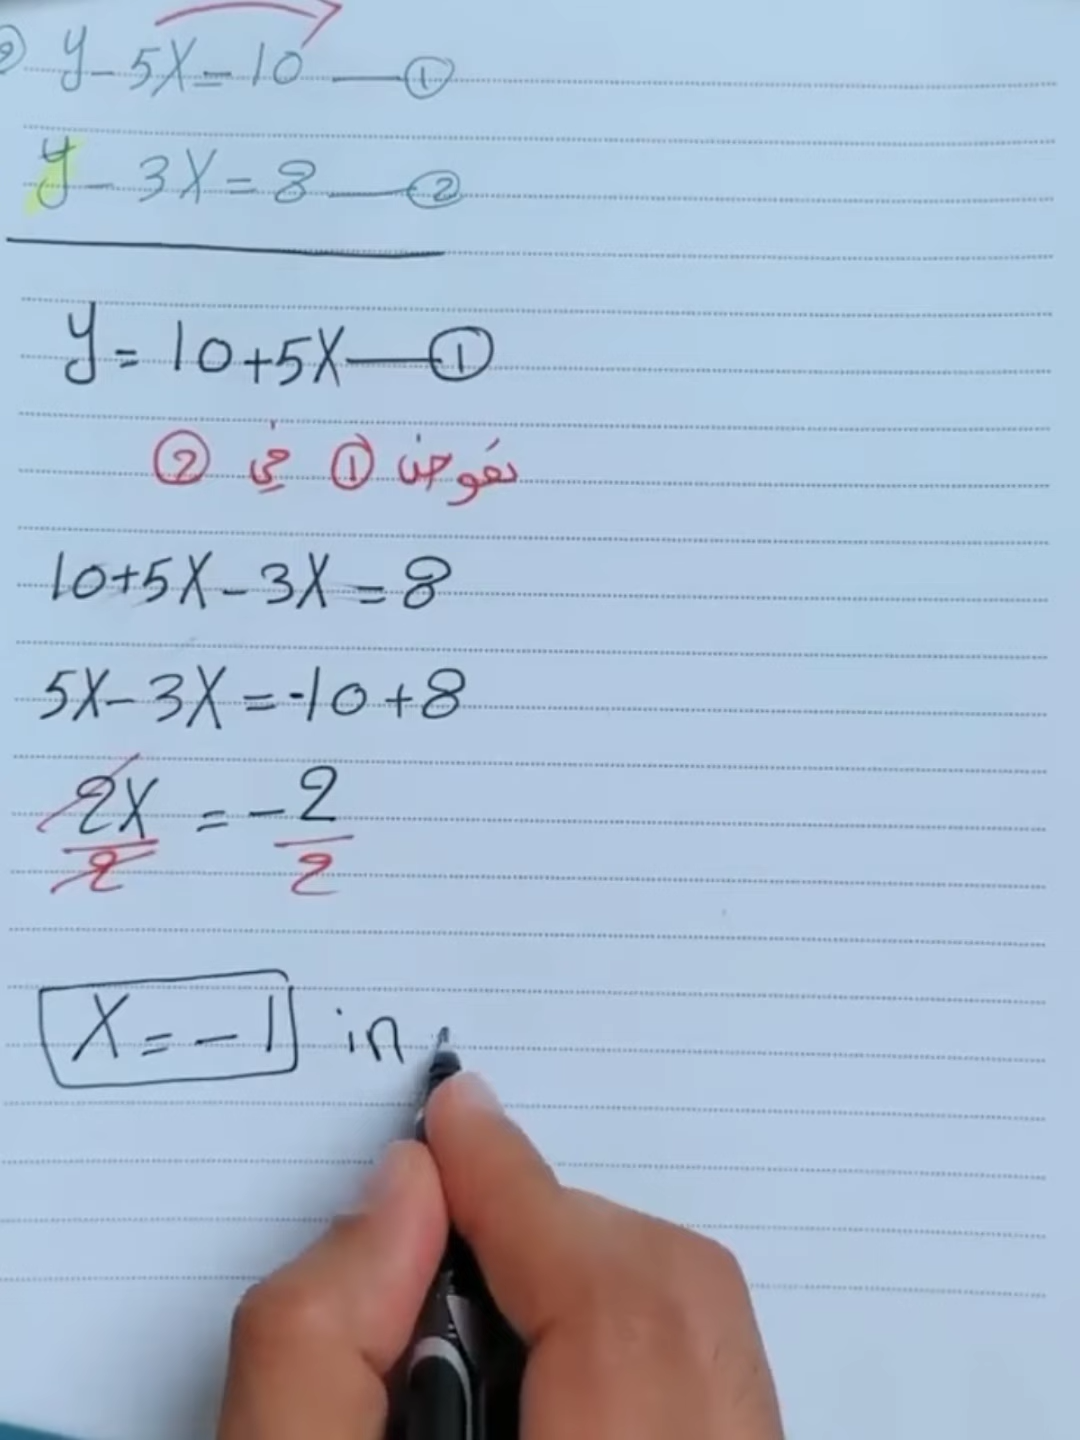 y - 5x = 10 — ①
y - 3x = 8 — ②
y = 10 + 5x — ①
نعوض ① في ②
10 + 5x - 3x = 8
5x - 3x = -10 + 8
2x/2 = -2/2
x = -1 in